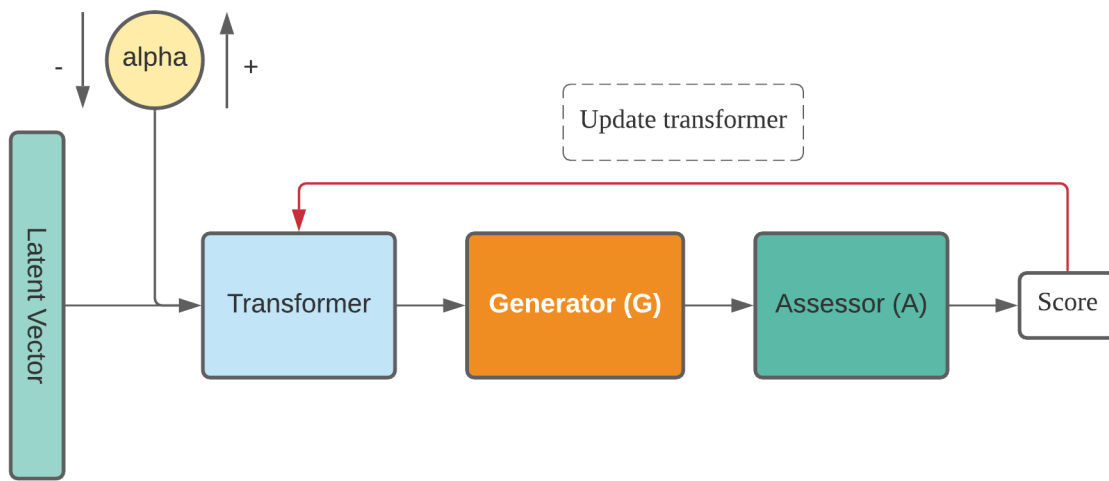 alpha
-
+
Update transformer
Latent Vector
Transformer
Generator (G)
Assessor (A)
Score